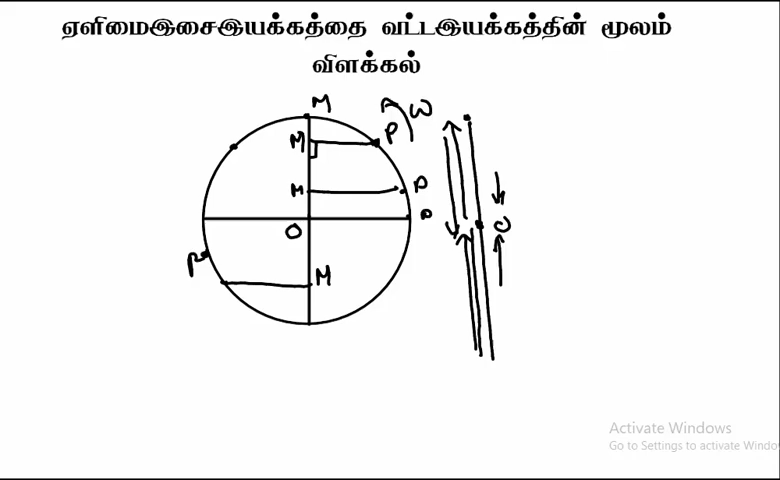 ஏளிமைஇசைஇயக்கத்தை வட்டஇயக்கத்தின் மூலம்
விளக்கல்
M
ω
M P
M P
P
O O
P
M
Activate Windows
Go to Settings to activate Windo